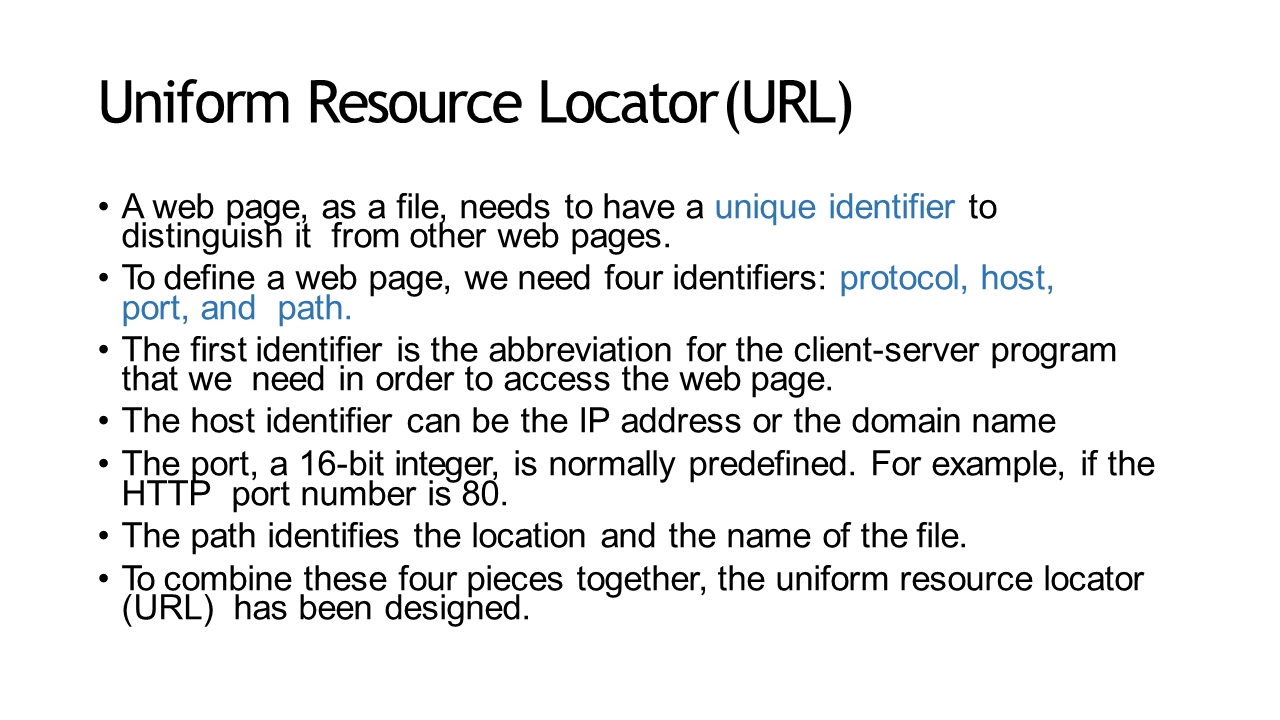 Uniform Resource Locator (URL)
• A web page, as a file, needs to have a unique identifier to
distinguish it from other web pages.
• To define a web page, we need four identifiers: protocol, host,
port, and path.
• The first identifier is the abbreviation for the client-server program
that we need in order to access the web page.
• The host identifier can be the IP address or the domain name
• The port, a 16-bit integer, is normally predefined. For example, if the
HTTP port number is 80.
• The path identifies the location and the name of the file.
• To combine these four pieces together, the uniform resource locator
(URL) has been designed.